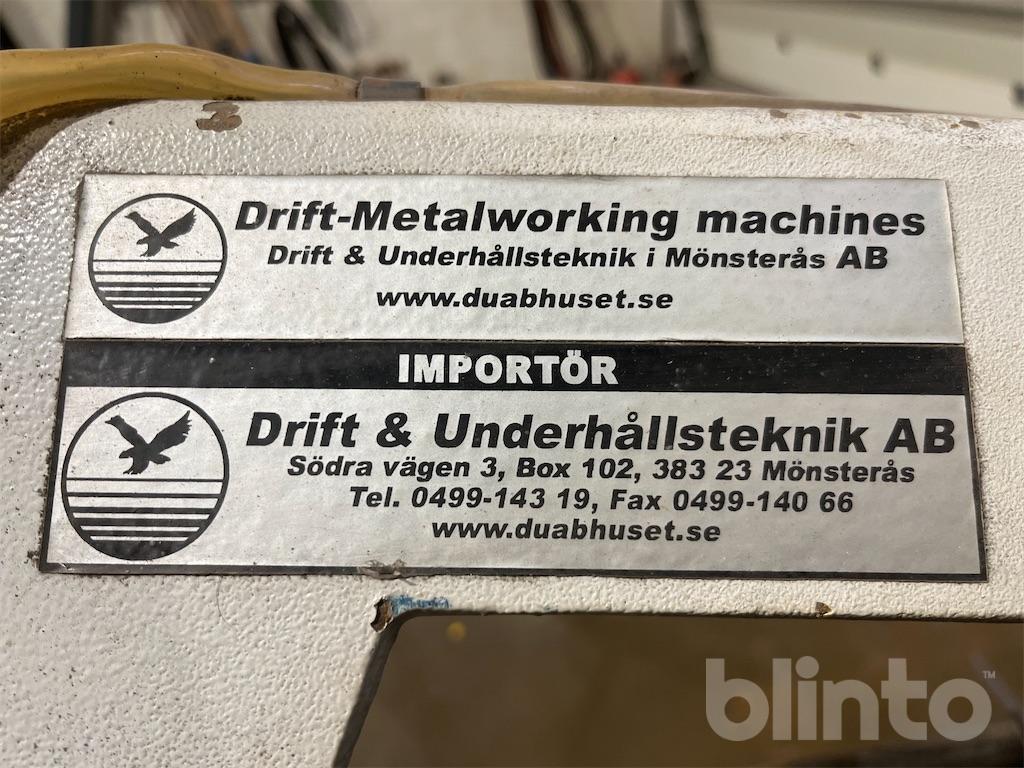 Drift-Metalworking machines
Drift & Underhållsteknik i Mönsterås AB
www.duabhuset.se
IMPORTÖR
Drift & Underhållsteknik AB
Södra vägen 3, Box 102, 383 23 Mönsterås
Tel. 0499-143 19, Fax 0499-140 66
www.duabhuset.se
blinto™